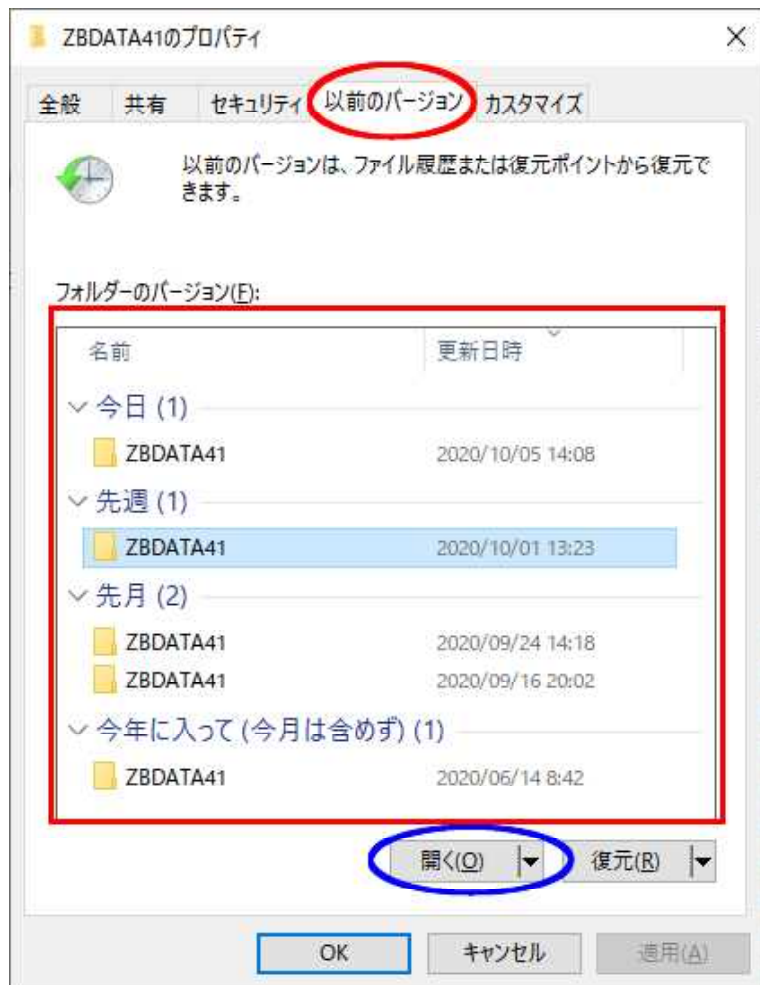 ZBDATA41のプロパティ
全般 共有 セキュリティ 以前のバージョン カスタマイズ
以前のバージョンは、ファイル履歴または復元ポイントから復元で
きます。
フォルダーのバージョン(F):
名前 更新日時
今日 (1)
ZBDATA41 2020/10/05 14:08
先週 (1)
ZBDATA41 2020/10/01 13:23
先月 (2)
ZBDATA41 2020/09/24 14:18
ZBDATA41 2020/09/16 20:02
今年に入って (今月は含めず) (1)
ZBDATA41 2020/06/14 8:42
開く(O) 復元(R)
OK キャンセル 適用(A)